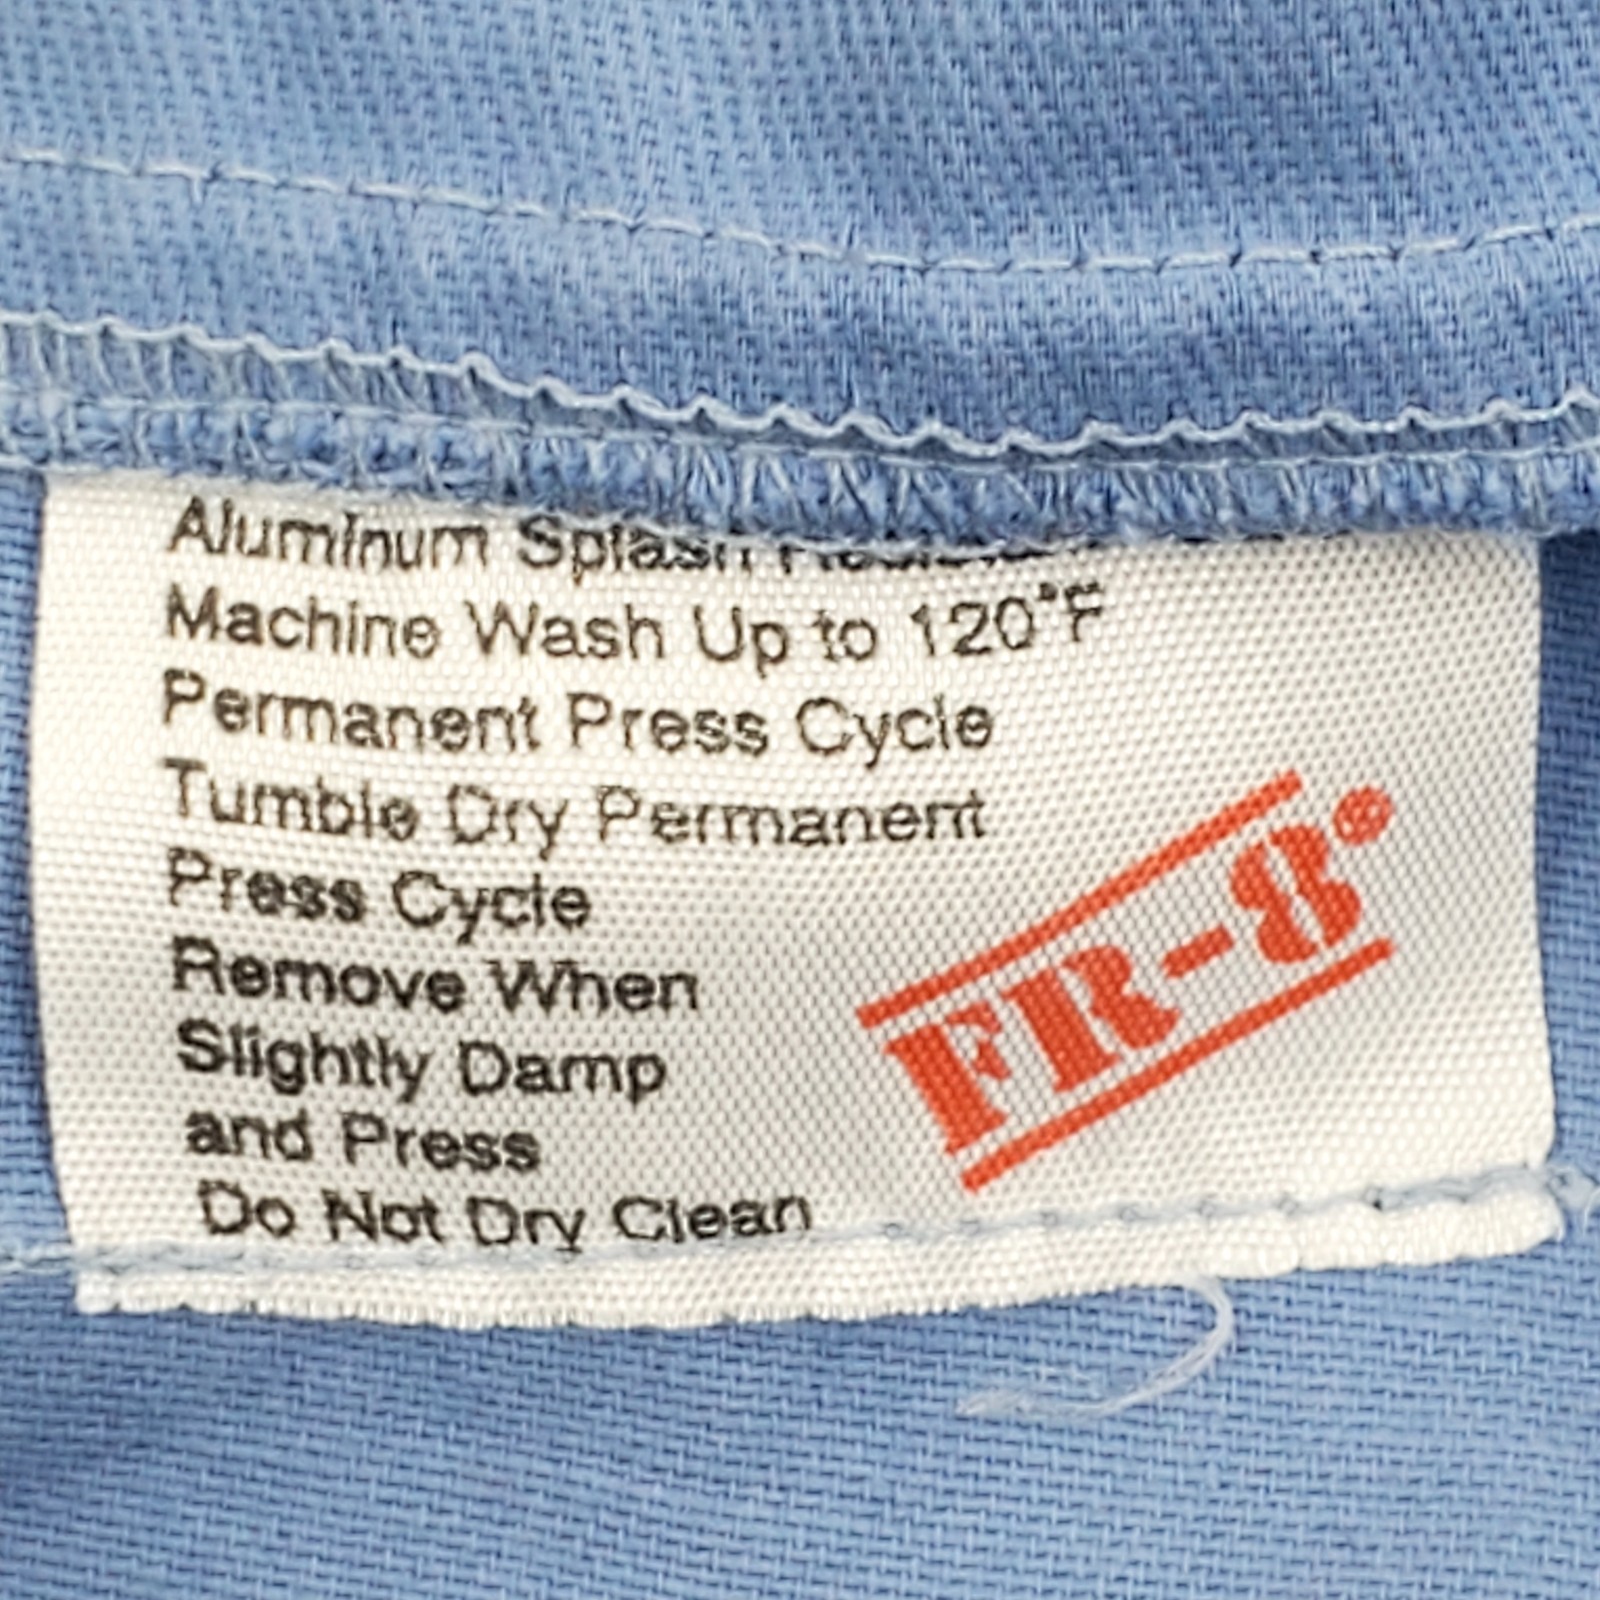 Aluminum Splash
Machine Wash Up to 120°F
Permanent Press Cycle
Tumble Dry Permanent
Press Cycle
Remove When
Slightly Damp
and Press
Do Not Dry Clean
FR-8®